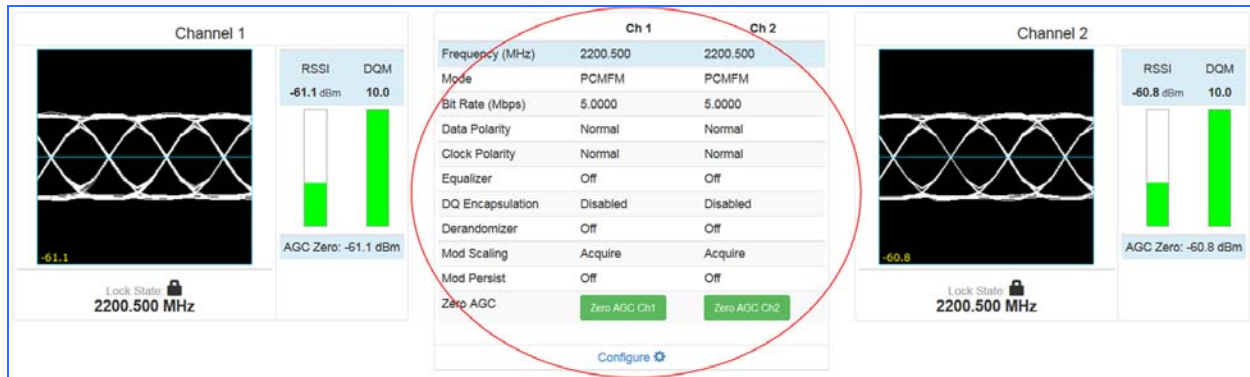 Channel 1
RSSI DQM
-61.1 dBm 10.0
AGC Zero: -61.1 dBm
-61.1
Lock State:
2200.500 MHz
Ch 1 Ch 2
Frequency (MHz) 2200.500 2200.500
Mode PCMFM PCMFM
Bit Rate (Mbps) 5.0000 5.0000
Data Polarity Normal Normal
Clock Polarity Normal Normal
Equalizer Off Off
DQ Encapsulation Disabled Disabled
Derandomizer Off Off
Mod Scaling Acquire Acquire
Mod Persist Off Off
Zero AGC Zero AGC Ch1 Zero AGC Ch2
Configure
Channel 2
RSSI DQM
-60.8 dBm 10.0
AGC Zero: -60.8 dBm
-60.8
Lock State:
2200.500 MHz